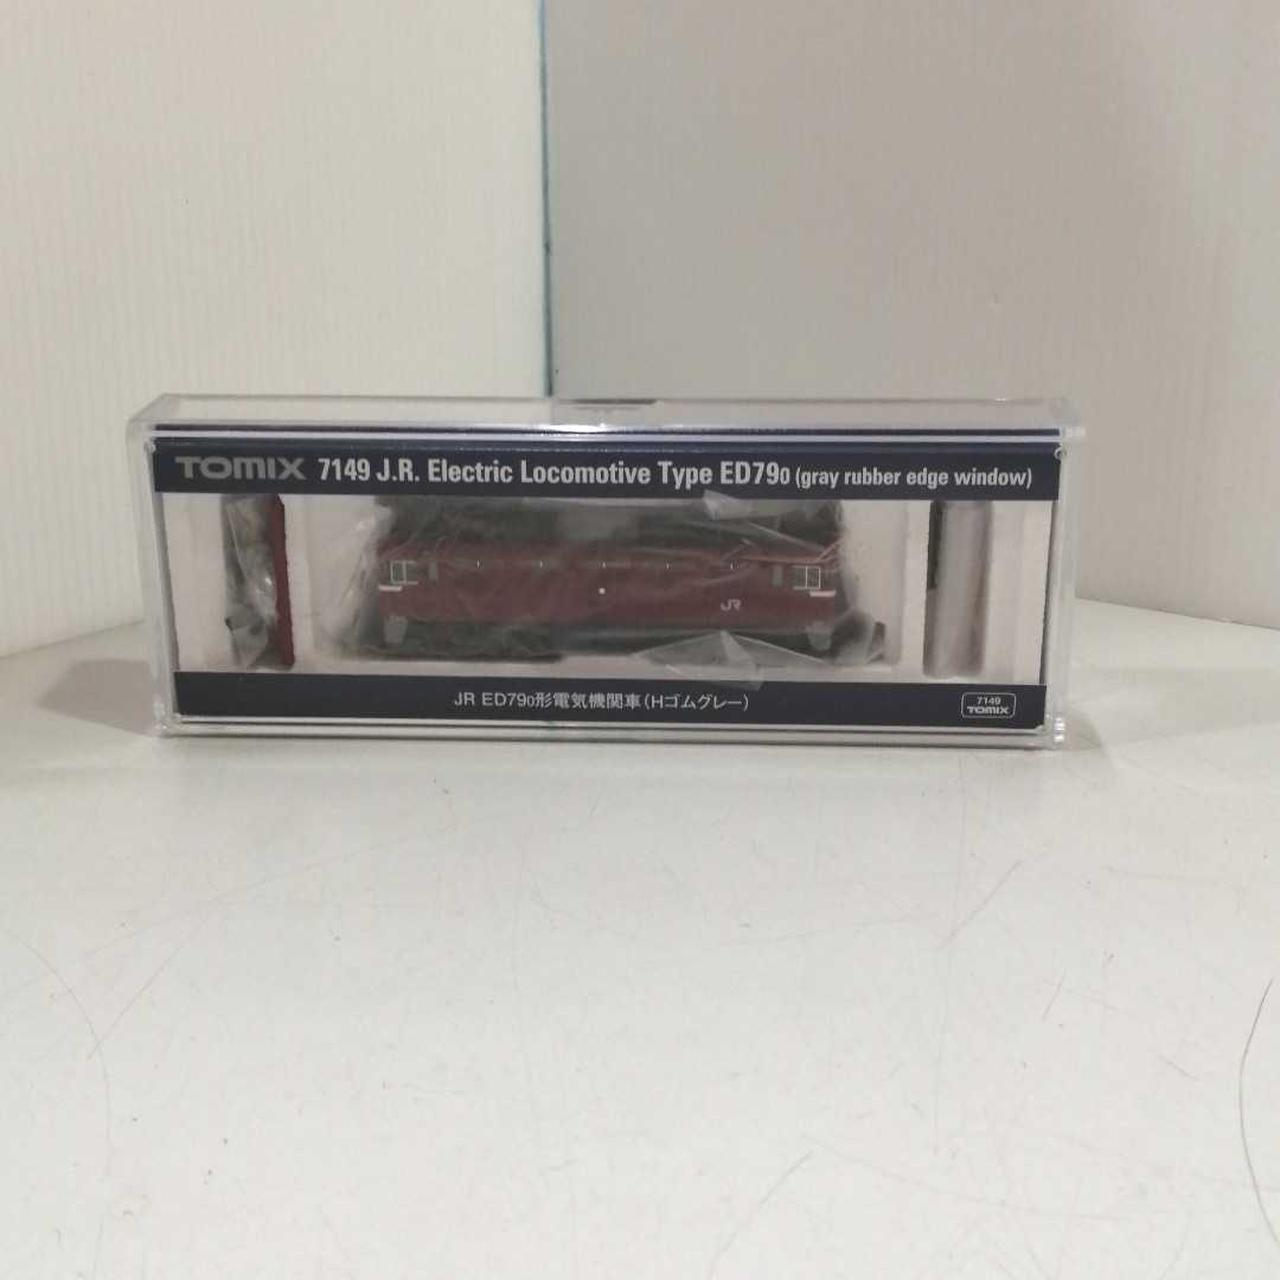 TOMIX 7149 J.R. Electric Locomotive Type ED790 (gray rubber edge window)
JR
JR ED790形電気機関車(Hゴムグレー)
7149
TOMIX